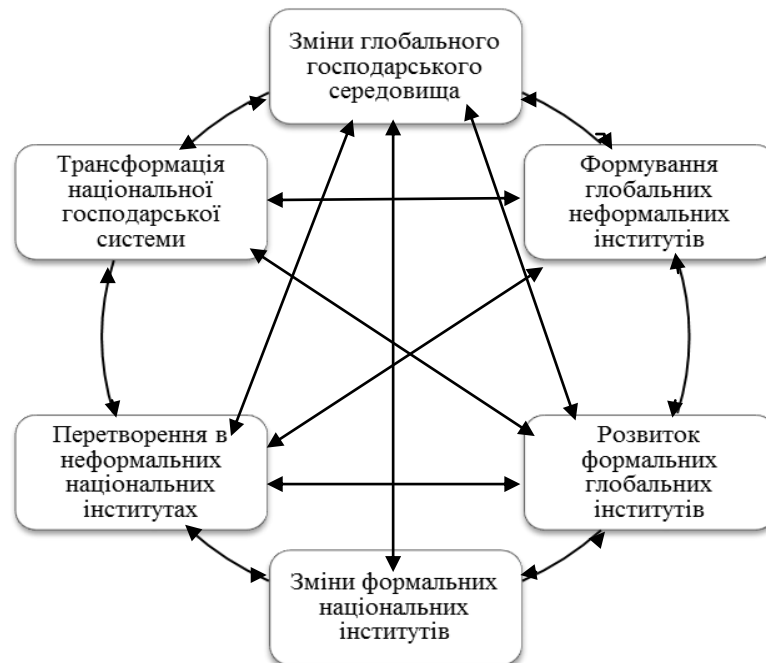 Зміни глобального
господарського
середовища
Трансформація
національної
господарської
системи
Формування
глобальних
неформальних
інститутів
Перетворення в
неформальних
національних
інститутах
Розвиток
формальних
глобальних
інститутів
Зміни формальних
національних
інститутів